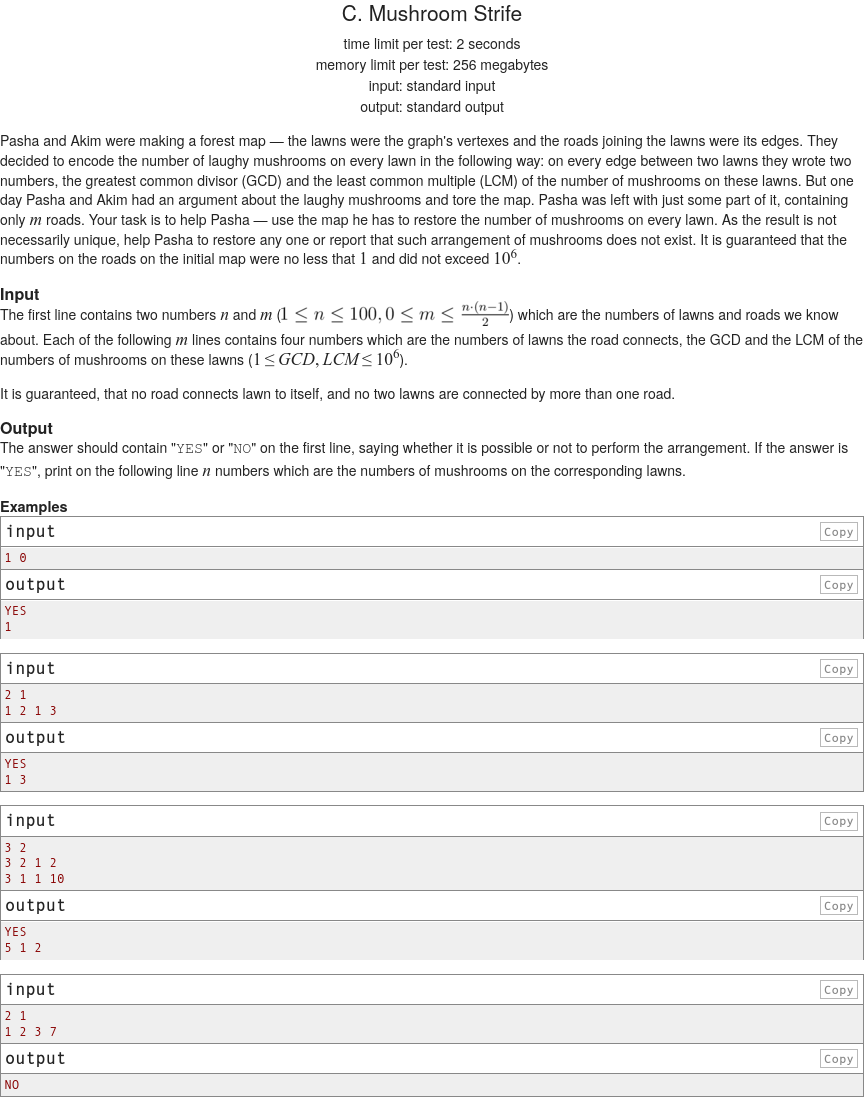 C. Mushroom Strife
time limit per test: 2 seconds
memory limit per test: 256 megabytes
input: standard input
output: standard output
Pasha and Akim were making a forest map — the lawns were the graph's vertexes and the roads joining the lawns were its edges. They
decided to encode the number of laughy mushrooms on every lawn in the following way: on every edge between two lawns they wrote two
numbers, the greatest common divisor (GCD) and the least common multiple (LCM) of the number of mushrooms on these lawns. But one
day Pasha and Akim had an argument about the laughy mushrooms and tore the map. Pasha was left with just some part of it, containing
only m roads. Your task is to help Pasha — use the map he has to restore the number of mushrooms on every lawn. As the result is not
necessarily unique, help Pasha to restore any one or report that such arrangement of mushrooms does not exist. It is guaranteed that the
numbers on the roads on the initial map were no less that 1 and did not exceed 10^6.
Input
The first line contains two numbers n and m (1 ≤ n ≤ 100, 0 ≤ m ≤ n·(n−1)/2) which are the numbers of lawns and roads we know
about. Each of the following m lines contains four numbers which are the numbers of lawns the road connects, the GCD and the LCM of the
numbers of mushrooms on these lawns (1 ≤ GCD, LCM ≤ 10^6).
It is guaranteed, that no road connects lawn to itself, and no two lawns are connected by more than one road.
Output
The answer should contain "YES" or "NO" on the first line, saying whether it is possible or not to perform the arrangement. If the answer is
"YES", print on the following line n numbers which are the numbers of mushrooms on the corresponding lawns.
Examples
input Copy
1 0
output Copy
YES
1
input Copy
2 1
1 2 1 3
output Copy
YES
1 3
input Copy
3 2
3 2 1 2
3 1 1 10
output Copy
YES
5 1 2
input Copy
2 1
1 2 3 7
output Copy
NO